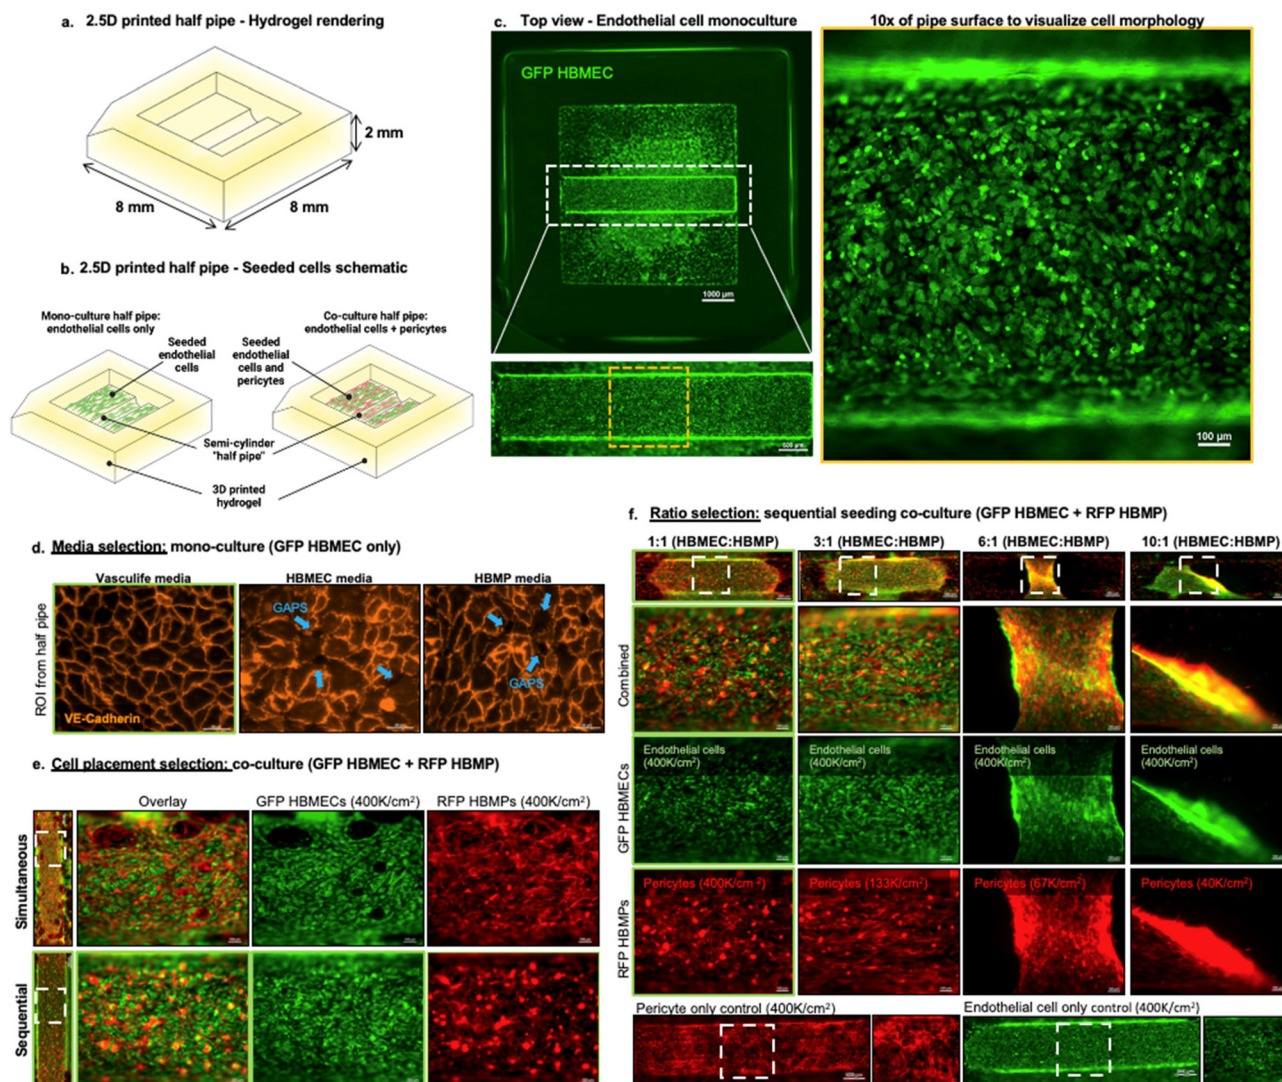 a. 2.5D printed half pipe - Hydrogel rendering
2 mm
8 mm
8 mm
b. 2.5D printed half pipe - Seeded cells schematic
Mono-culture half pipe:
endothelial cells only
Co-culture half pipe:
endothelial cells + pericytes
Seeded
endothelial
cells
Seeded
endothelial
cells and
pericytes
Semi-cylinder
"half pipe"
3D printed
hydrogel
c. Top view - Endothelial cell monoculture
10x of pipe surface to visualize cell morphology
GFP HBMEC
1000 µm
500 µm
100 µm
d. Media selection: mono-culture (GFP HBMEC only)
Vasculife media
HBMEC media
HBMP media
ROI from half pipe
VE-Cadherin
GAPS
GAPS
e. Cell placement selection: co-culture (GFP HBMEC + RFP HBMP)
Overlay
GFP HBMECs (400K/cm²)
RFP HBMPs (400K/cm²)
Simultaneous
Sequential
f. Ratio selection: sequential seeding co-culture (GFP HBMEC + RFP HBMP)
1:1 (HBMEC:HBMP)
3:1 (HBMEC:HBMP)
6:1 (HBMEC:HBMP)
10:1 (HBMEC:HBMP)
Combined
GFP HBMECs
Endothelial cells
(400K/cm²)
Endothelial cells
(400K/cm²)
Endothelial cells
(400K/cm²)
Endothelial cells
(400K/cm²)
RFP HBMPs
Pericytes (400K/cm²)
Pericytes (133K/cm²)
Pericytes (67K/cm²)
Pericytes (40K/cm²)
Pericyte only control (400K/cm²)
Endothelial cell only control (400K/cm²)